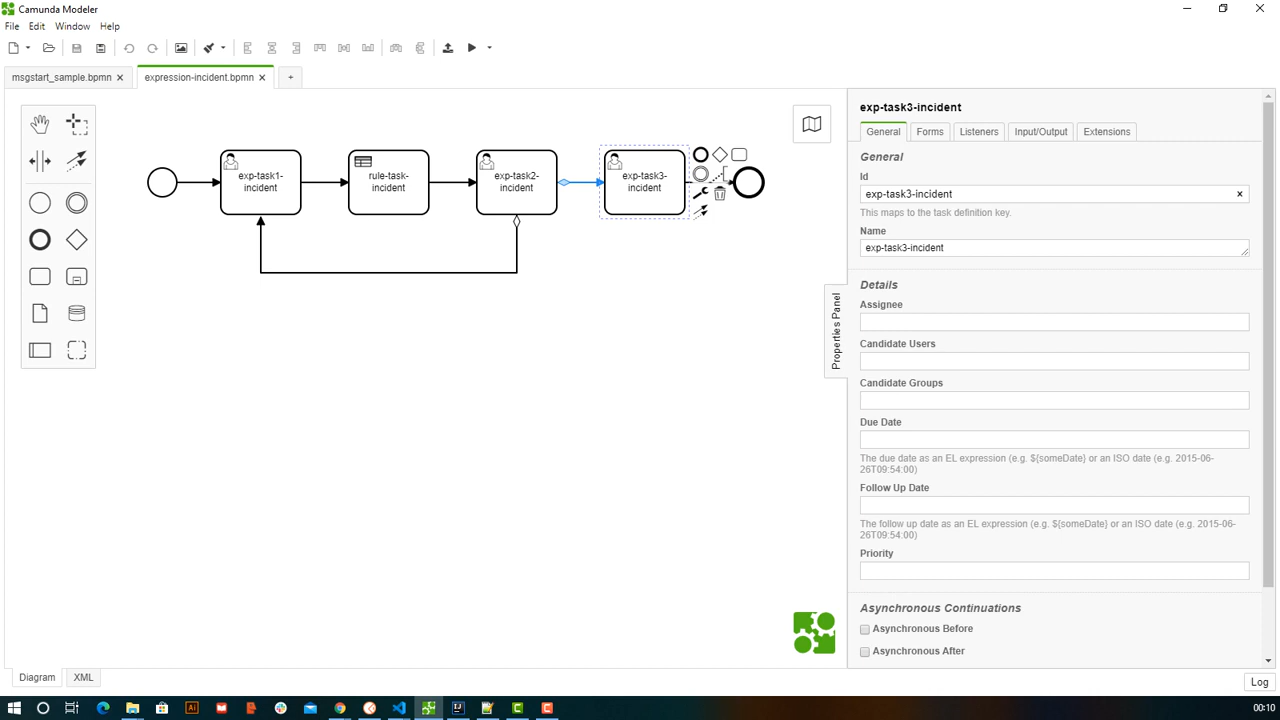 Camunda Modeler
File Edit Window Help
msgstart_sample.bpmn
expression-incident.bpmn
exp-task1-
incident
rule-task-
incident
exp-task2-
incident
exp-task3-
incident
Properties Panel
exp-task3-incident
General Forms Listeners Input/Output Extensions
General
Id
exp-task3-incident
This maps to the task definition key.
Name
exp-task3-incident
Details
Assignee
Candidate Users
Candidate Groups
Due Date
The due date as an EL expression (e.g. ${someDate} or an ISO date (e.g. 2015-06-
26T09:54:00)
Follow Up Date
The follow up date as an EL expression (e.g. ${someDate} or an ISO date (e.g. 2015-06-
26T09:54:00)
Priority
Asynchronous Continuations
Asynchronous Before
Asynchronous After
Diagram XML
Log
00:10